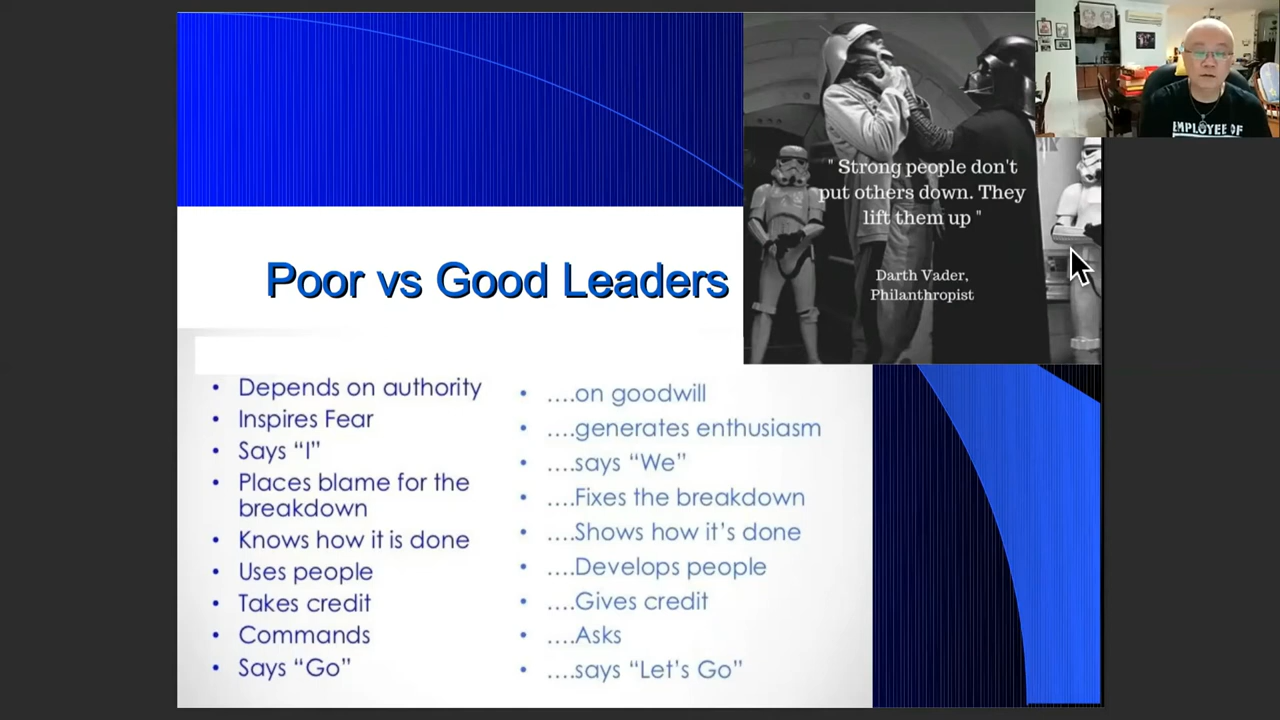 " Strong people don't
put others down. They
lift them up "
Darth Vader,
Philanthropist
EMPLOYEE OF
Poor vs Good Leaders
• Depends on authority
• Inspires Fear
• Says “I”
• Places blame for the
breakdown
• Knows how it is done
• Uses people
• Takes credit
• Commands
• Says “Go”
• ....on goodwill
• ....generates enthusiasm
• ....says “We”
• ....Fixes the breakdown
• ....Shows how it’s done
• ....Develops people
• ....Gives credit
• ....Asks
• ....says “Let’s Go”